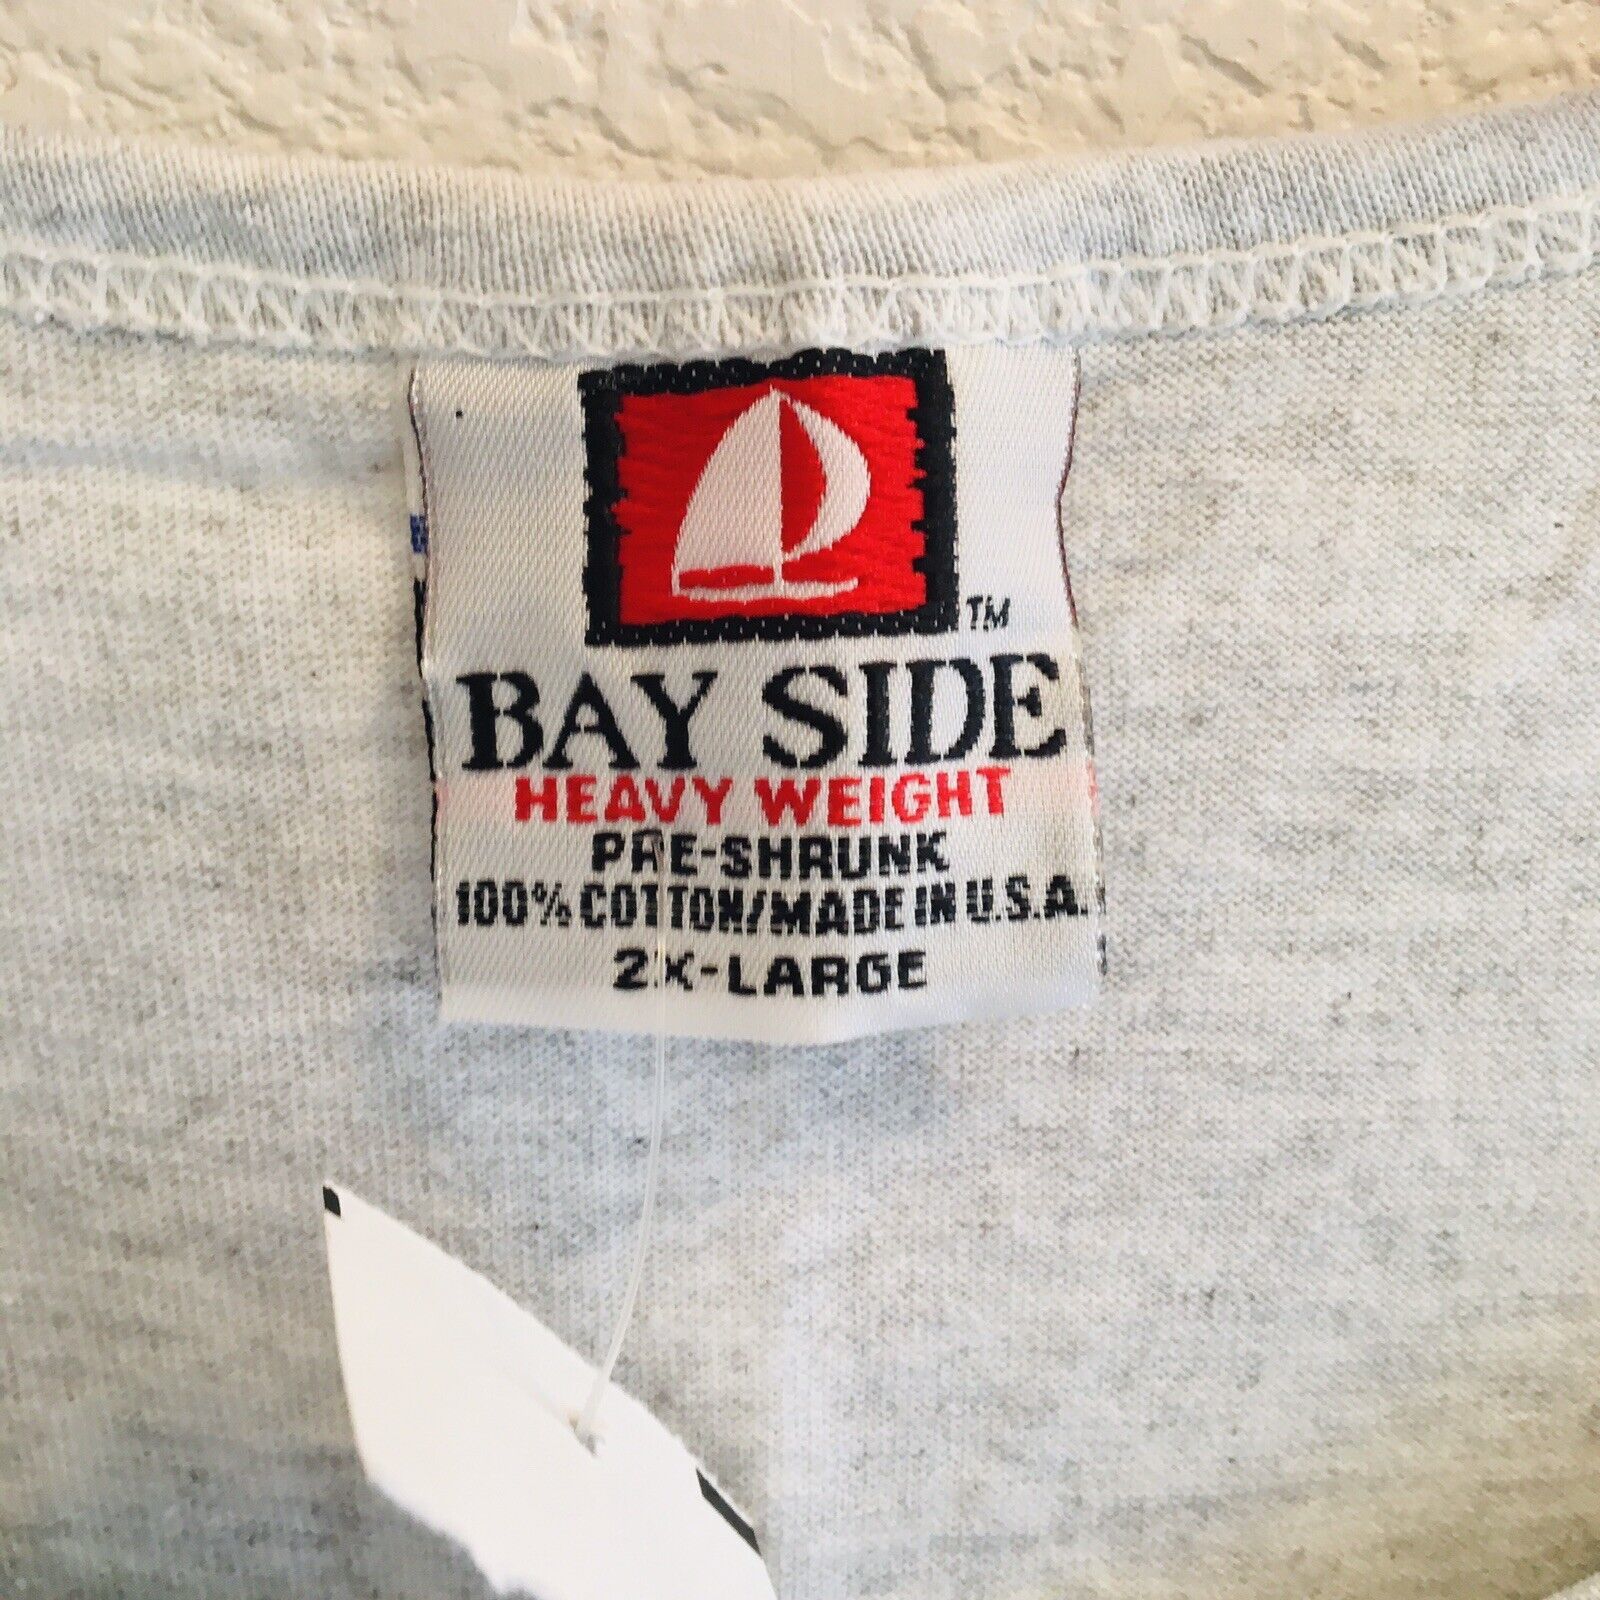 TM
BAY SIDE
HEAVY WEIGHT
PRE-SHRUNK
100% COTTON/MADE IN U.S.A.
2X-LARGE